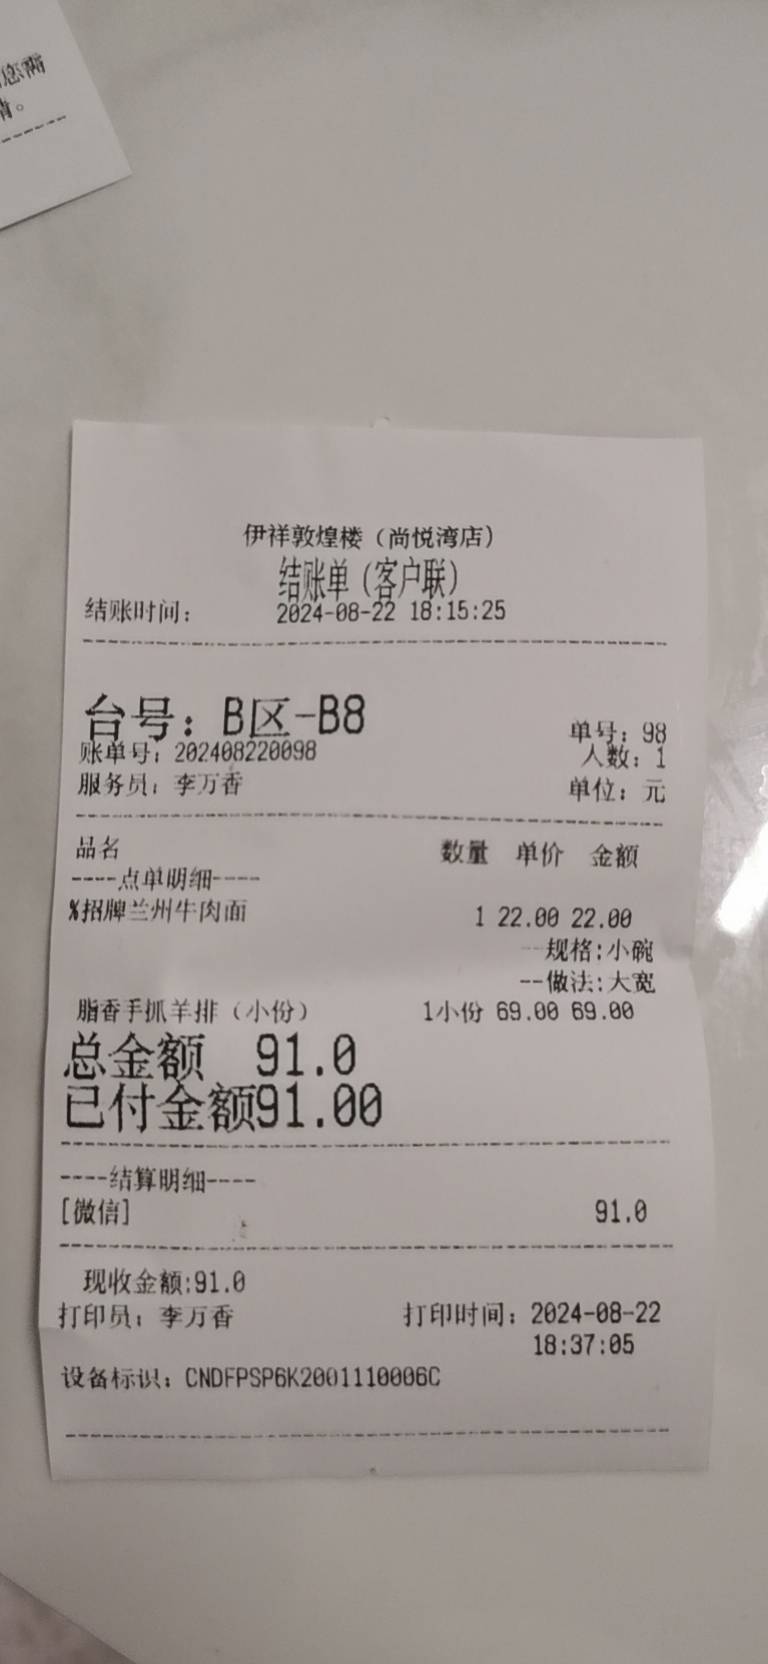 您需
请。
伊祥敦煌楼（尚悦湾店）
结账单（客户联）
结账时间： 2024-08-22 18:15:25
台号：B区-B8
单号：98
账单号：202408220098
人数：1
服务员：李万香
单位：元
品名 数量 单价 金额
----点单明细----
%招牌兰州牛肉面 1 22.00 22.00
--规格:小碗
--做法:大宽
脂香手抓羊排（小份） 1小份 69.00 69.00
总金额 91.0
已付金额91.00
----结算明细----
[微信] 91.0
现收金额:91.0
打印员：李万香 打印时间：2024-08-22
18:37:05
设备标识：CNDFPSP6K2001110006C